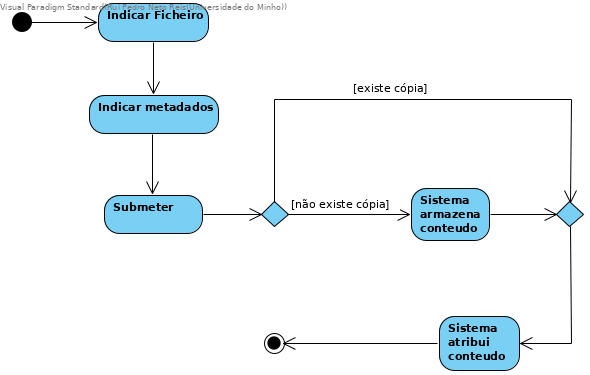 Visual Paradigm Standard(Rui Pedro Neto Reis(Universidade do Minho))
Indicar Ficheiro
[existe cópia]
Indicar metadados
Submeter
[não existe cópia]
Sistema
armazena
conteudo
Sistema
atribui
conteudo